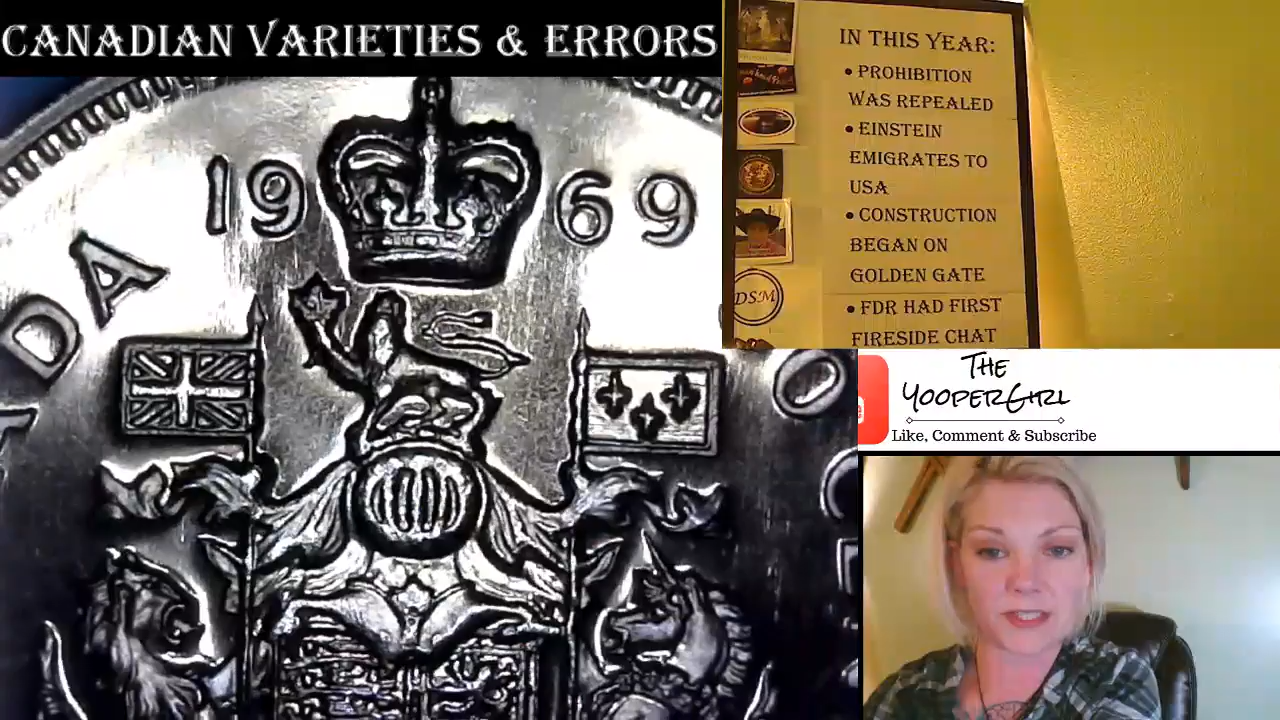 CANADIAN VARIETIES & ERRORS
19 69
DA
IN THIS YEAR:
• PROHIBITION
WAS REPEALED
• EINSTEIN
EMIGRATES TO
USA
• CONSTRUCTION
BEGAN ON
GOLDEN GATE
• FDR HAD FIRST
FIRESIDE CHAT
DSM
THE
YOOPERGIRL
Like, Comment & Subscribe